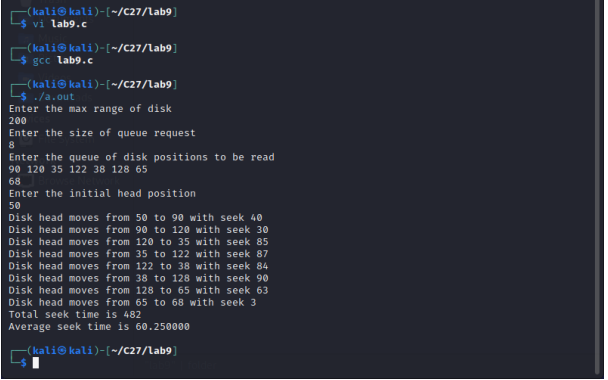 ┌──(kali㉿kali)-[~/C27/lab9]
└─$ vi lab9.c
┌──(kali㉿kali)-[~/C27/lab9]
└─$ gcc lab9.c
┌──(kali㉿kali)-[~/C27/lab9]
└─$ ./a.out
Enter the max range of disk
200
Enter the size of queue request
8
Enter the queue of disk positions to be read
90 120 35 122 38 128 65
68
Enter the initial head position
50
Disk head moves from 50 to 90 with seek 40
Disk head moves from 90 to 120 with seek 30
Disk head moves from 120 to 35 with seek 85
Disk head moves from 35 to 122 with seek 87
Disk head moves from 122 to 38 with seek 84
Disk head moves from 38 to 128 with seek 90
Disk head moves from 128 to 65 with seek 63
Disk head moves from 65 to 68 with seek 3
Total seek time is 482
Average seek time is 60.250000
┌──(kali㉿kali)-[~/C27/lab9]
└─$